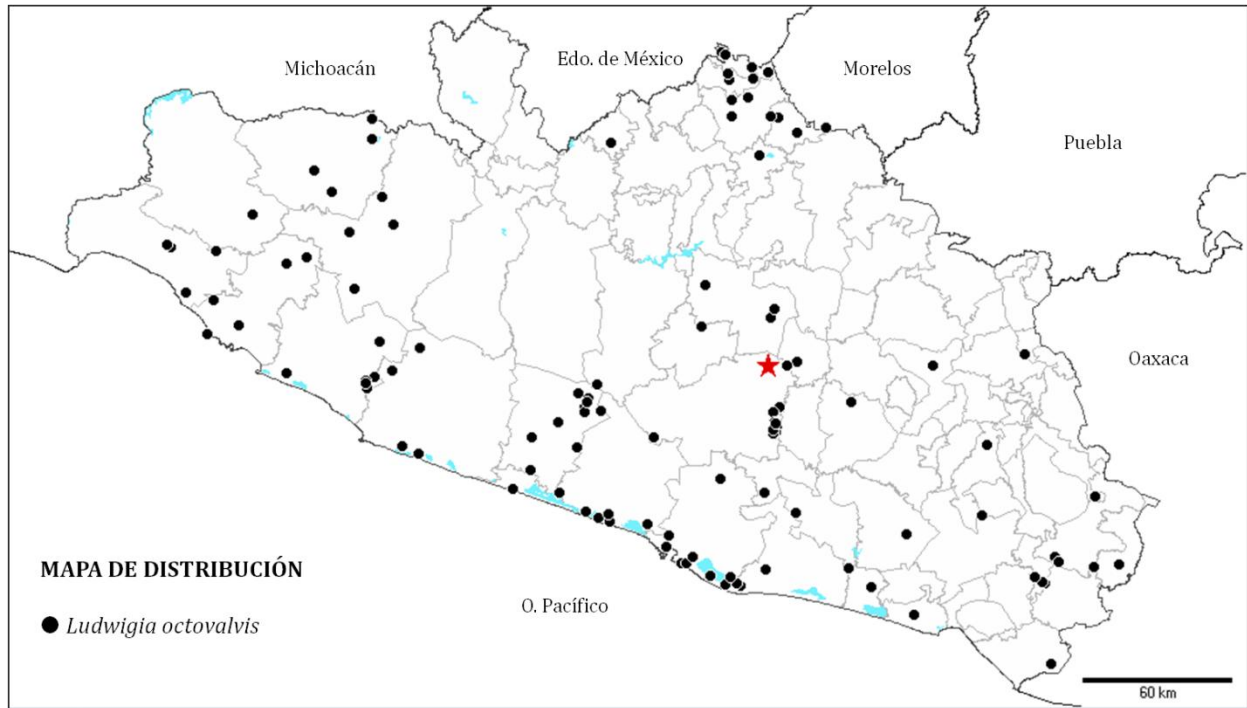 Michoacán
Edo. de México
Morelos
Puebla
Oaxaca
MAPA DE DISTRIBUCIÓN
O. Pacífico
Ludwigia octovalvis
60 km